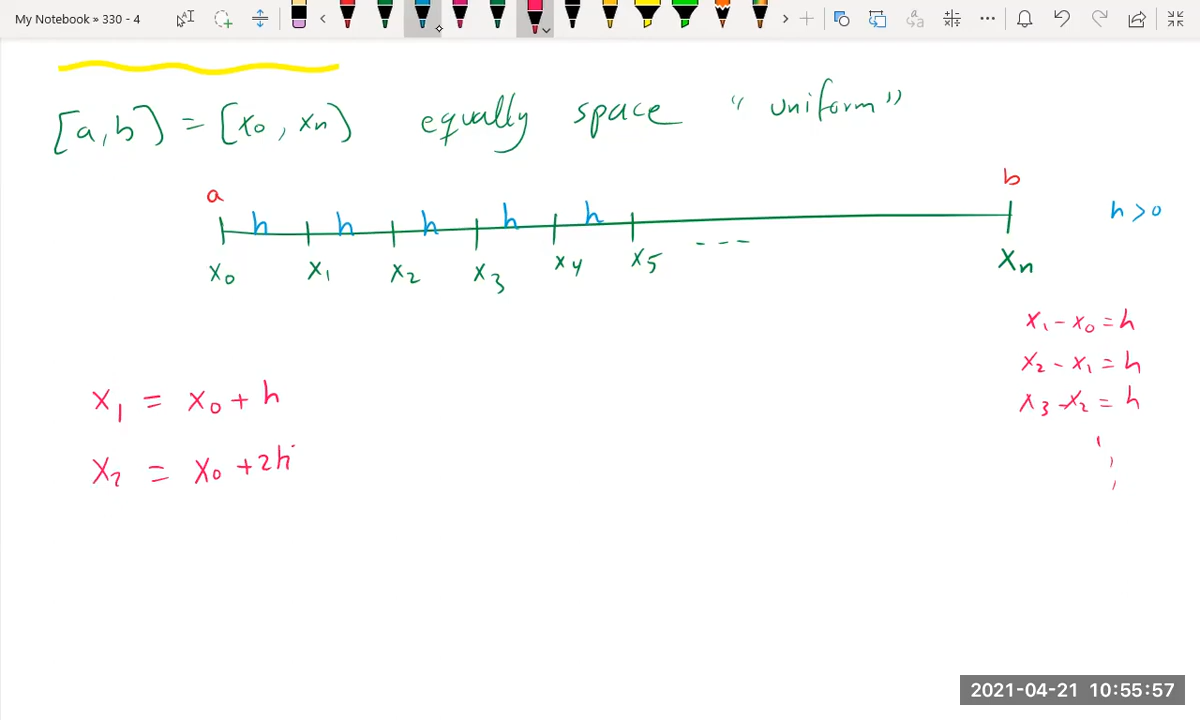 My Notebook » 330 - 4
[a, b] = [x₀, xₙ] equally space "uniform"
a b
h h h h h h > 0
x₀ x₁ x₂ x₃ x₄ x₅ - - - xₙ
x₁ - x₀ = h
x₂ - x₁ = h
x₃ - x₂ = h
x₁ = x₀ + h
x₂ = x₀ + 2h
2021-04-21 10:55:57